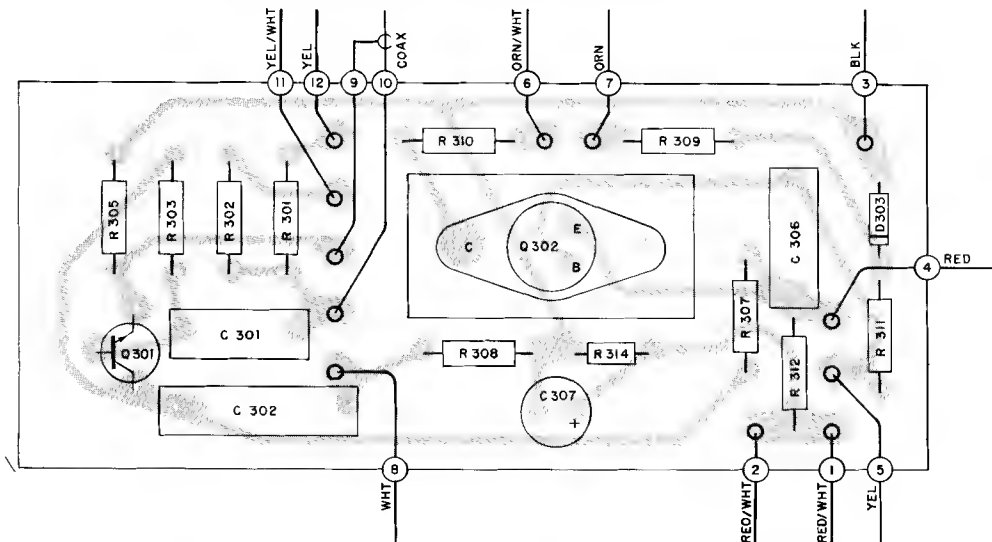 YEL/WHT
YEL
COAX
ORN/WHT
ORN
BLK
11
12
9
10
6
7
3
R 310
R 309
R 305
R 303
R 302
R 301
C
Q302
E
B
C 306
D303
4
RED
R 307
R 311
Q301
C 301
R 308
R 314
R 312
C 302
C307
+
8
2
1
5
WHT
RED/WHT
RED/WHT
YEL